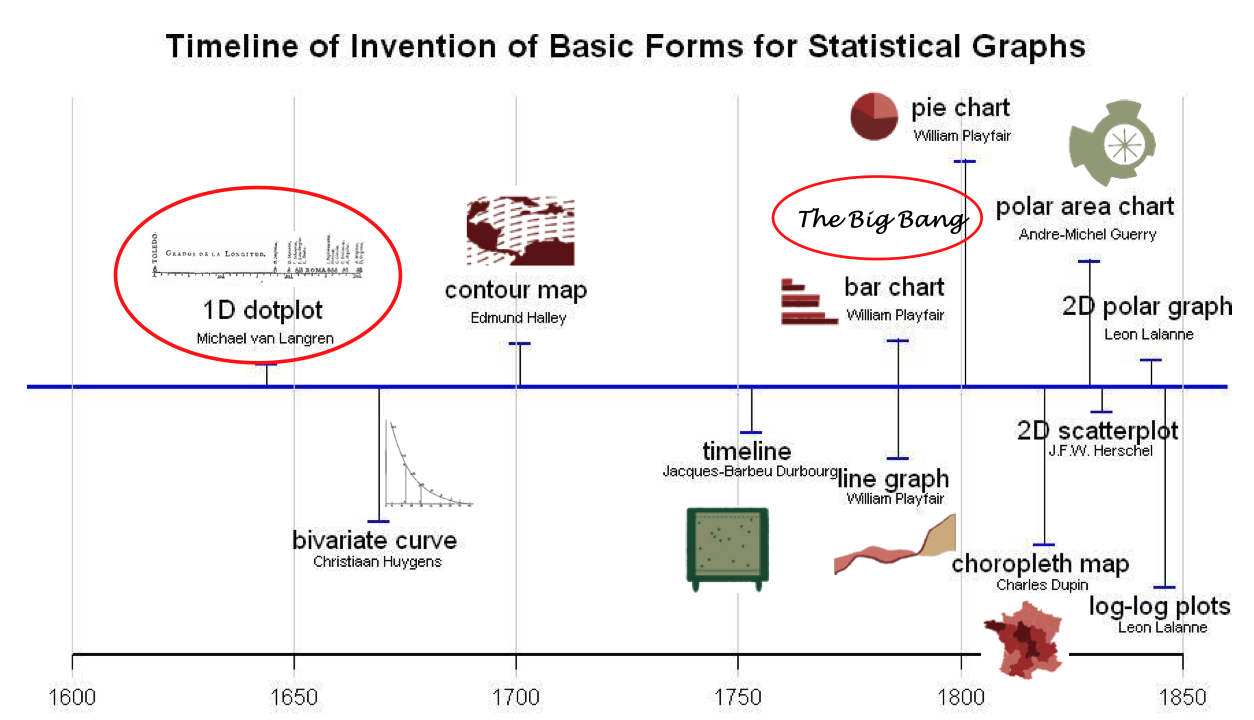 Timeline of Invention of Basic Forms for Statistical Graphs
pie chart
William Playfair
The Big Bang
polar area chart
Andre-Michel Guerry
TOLEDO.
GRADOS DE LA LONGITUD.
ROMA
1D dotplot
Michael van Langren
contour map
Edmund Halley
bar chart
William Playfair
2D polar graph
Leon Lalanne
timeline
Jacques-Barbeu Durbourg
line graph
William Playfair
2D scatterplot
J.F.W. Herschel
bivariate curve
Christiaan Huygens
choropleth map
Charles Dupin
log-log plots
Leon Lalanne
1600 1650 1700 1750 1800 1850